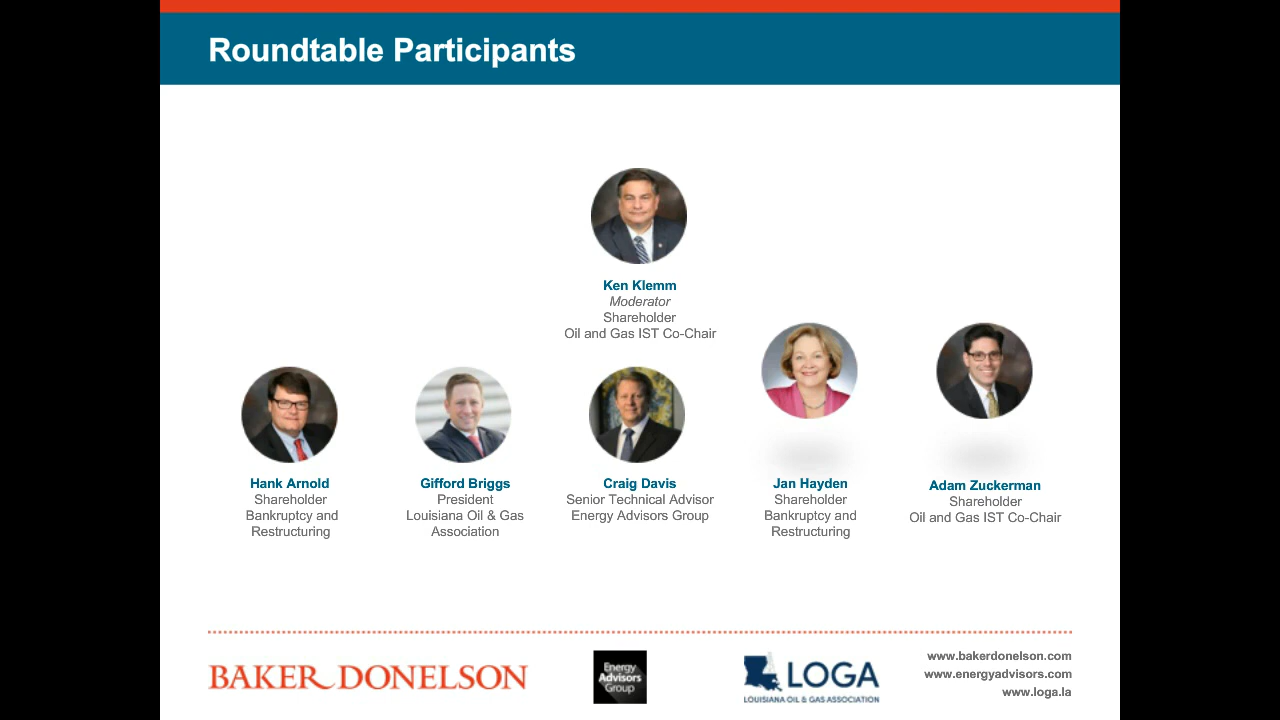 Roundtable Participants
Ken Klemm
Moderator
Shareholder
Oil and Gas IST Co-Chair
Hank Arnold
Shareholder
Bankruptcy and
Restructuring
Gifford Briggs
President
Louisiana Oil & Gas
Association
Craig Davis
Senior Technical Advisor
Energy Advisors Group
Jan Hayden
Shareholder
Bankruptcy and
Restructuring
Adam Zuckerman
Shareholder
Oil and Gas IST Co-Chair
BAKER DONELSON
Energy
Advisors
Group
LOGA
LOUISIANA OIL & GAS ASSOCIATION
www.bakerdonelson.com
www.energyadvisors.com
www.loga.la